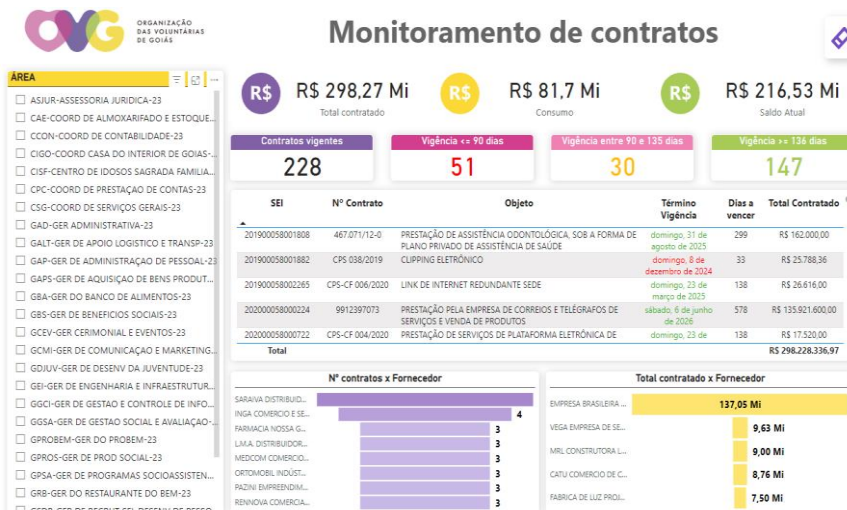 OVG
ORGANIZAÇÃO
DAS VOLUNTÁRIAS
DE GOIÁS
Monitoramento de contratos
ÁREA
ASJUR-ASSESSORIA JURIDICA-23
CAE-COORD DE ALMOXARIFADO E ESTOQUE...
CCON-COORD DE CONTABILIDADE-23
CIGO-COORD CASA DO INTERIOR DE GOIAS-...
CISF-CENTRO DE IDOSOS SAGRADA FAMILIA...
CPC-COORD DE PRESTAÇAO DE CONTAS-23
CSG-COORD DE SERVIÇOS GERAIS-23
GAD-GER ADMINISTRATIVA-23
GALT-GER DE APOIO LOGISTICO E TRANSP-23
GAP-GER DE ADMINISTRAÇAO DE PESSOAL-23
GAPS-GER DE AQUISIÇAO DE BENS PRODUT...
GBA-GER DO BANCO DE ALIMENTOS-23
GBS-GER DE BENEFICIOS SOCIAIS-23
GCEV-GER CERIMONIAL E EVENTOS-23
GCMI-GER DE COMUNICAÇAO E MARKETING...
GDJUV-GER DE DESENV DA JUVENTUDE-23
GEI-GER DE ENGENHARIA E INFRAESTRUTUR...
GGCI-GER DE GESTAO E CONTROLE DE INFO...
GGSA-GER DE GESTAO SOCIAL E AVALIAÇAO-...
GPROBEM-GER DO PROBEM-23
GPROS-GER DE PROD SOCIAL-23
GPSA-GER DE PROGRAMAS SOCIOASSISTEN...
GRB-GER DO RESTAURANTE DO BEM-23
R$ R$ 298,27 Mi
Total contratado
R$ R$ 81,7 Mi
Consumo
R$ R$ 216,53 Mi
Saldo Atual
Contratos vigentes
228
Vigência <= 90 dias
51
Vigência entre 90 e 135 dias
30
Vigência >= 136 dias
147
SEI Nº Contrato Objeto Término Vigência Dias a vencer Total Contratado
201900058001808 467.071/12-0 PRESTAÇÃO DE ASSISTÊNCIA ODONTOLÓGICA, SOB A FORMA DE PLANO PRIVADO DE ASSISTÊNCIA DE SAÚDE domingo, 31 de agosto de 2025 299 R$ 162.000,00
201900058001882 CPS 038/2019 CLIPPING ELETRÔNICO domingo, 8 de dezembro de 2024 33 R$ 25.788,36
201900058002265 CPS-CF 006/2020 LINK DE INTERNET REDUNDANTE SEDE domingo, 23 de março de 2025 138 R$ 26.616,00
202000058000224 9912397073 PRESTAÇÃO PELA EMPRESA DE CORREIOS E TELÉGRAFOS DE SERVIÇOS E VENDA DE PRODUTOS sábado, 6 de junho de 2026 578 R$ 135.921.600,00
202000058000722 CPS-CF 004/2020 PRESTAÇÃO DE SERVIÇOS DE PLATAFORMA ELETRÔNICA DE domingo, 23 de 138 R$ 17.520,00
Total R$ 298.228.336,97
Nº contratos x Fornecedor
SARAIVA DISTRIBUID...
INGA COMERCIO E SE... 4
FARMACIA NOSSA G... 3
L.M.A. DISTRIBUIDOR... 3
MEDCOM COMERCIO... 3
ORTOMOBIL INDÚST... 3
PAZINI EMPREENDIM... 3
RENNOVA COMERCIA... 3
Total contratado x Fornecedor
EMPRESA BRASILEIRA ... 137,05 Mi
VEGA EMPRESA DE SE... 9,63 Mi
MRL CONSTRUTORA L... 9,00 Mi
CATU COMERCIO DE C... 8,76 Mi
FABRICA DE LUZ PROJ... 7,50 Mi